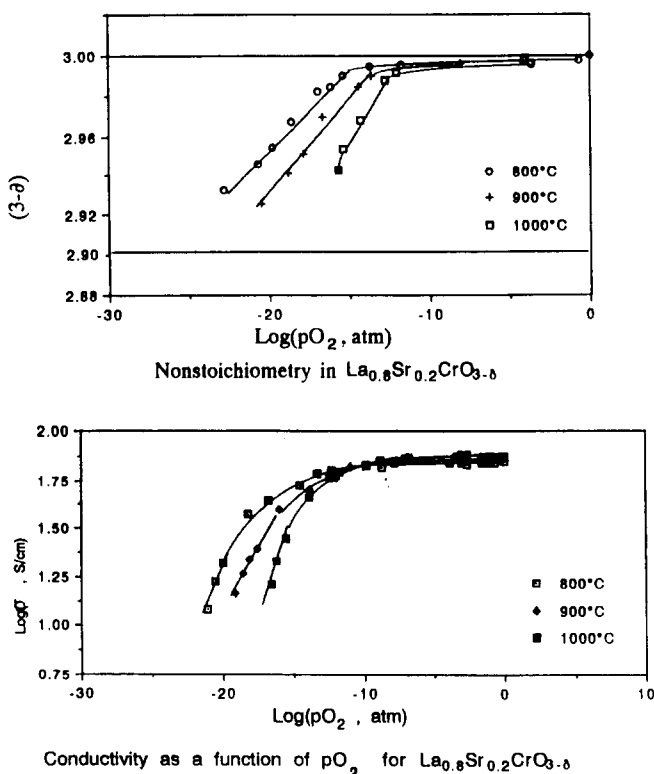 3.00
2.96
(3-∂)
2.92
2.90
2.88
800°C
900°C
1000°C
-30 -20 -10 0
Log(pO₂, atm)
Nonstoichiometry in La₀.₈Sr₀.₂CrO₃₋δ
2.00
1.75
1.50
Logσ , S/cm)
1.25
1.00
0.75
800°C
900°C
1000°C
-30 -20 -10 0 10
Log(pO₂ , atm)
Conductivity as a function of pO₂ for La₀.₈Sr₀.₂CrO₃₋δ